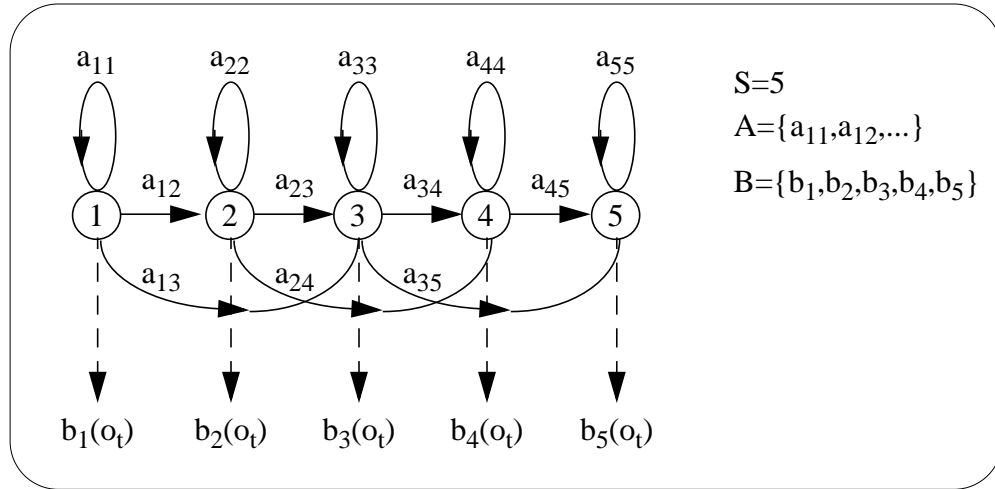 a11 a22 a33 a44 a55
S=5
A={a11,a12,...}
B={b1,b2,b3,b4,b5}
a12 a23 a34 a45
1 2 3 4 5
a13 a24 a35
b1(ot) b2(ot) b3(ot) b4(ot) b5(ot)